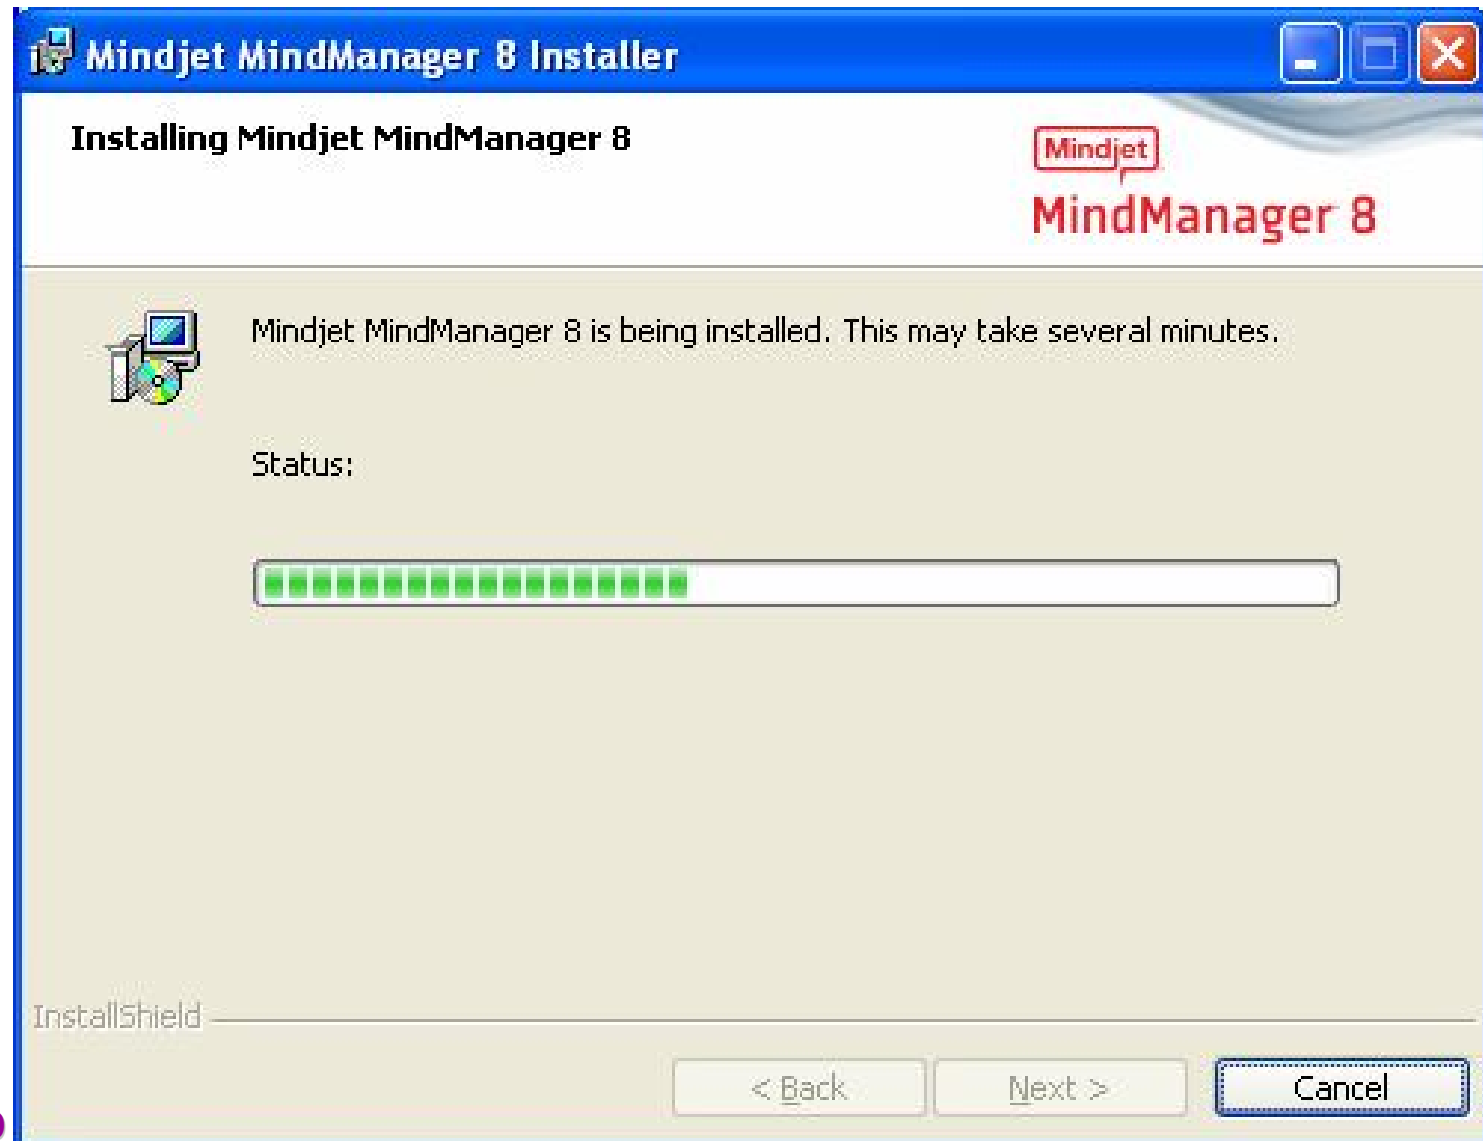 Mindjet MindManager 8 Installer
Installing Mindjet MindManager 8
Mindjet
MindManager 8
Mindjet MindManager 8 is being installed. This may take several minutes.
Status:
InstallShield
< Back
Next >
Cancel